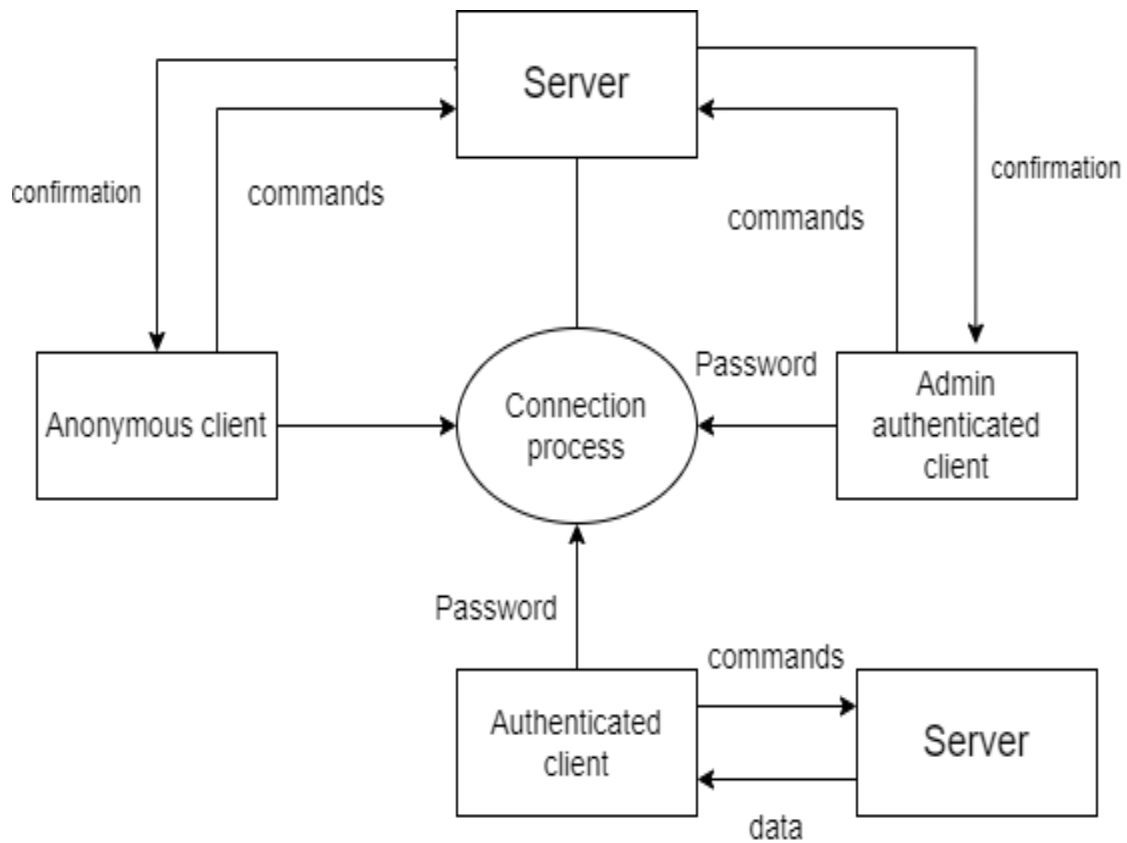 Server
confirmation
commands
commands
confirmation
Anonymous client
Connection
process
Password
Admin
authenticated
client
Password
commands
Authenticated
client
Server
data